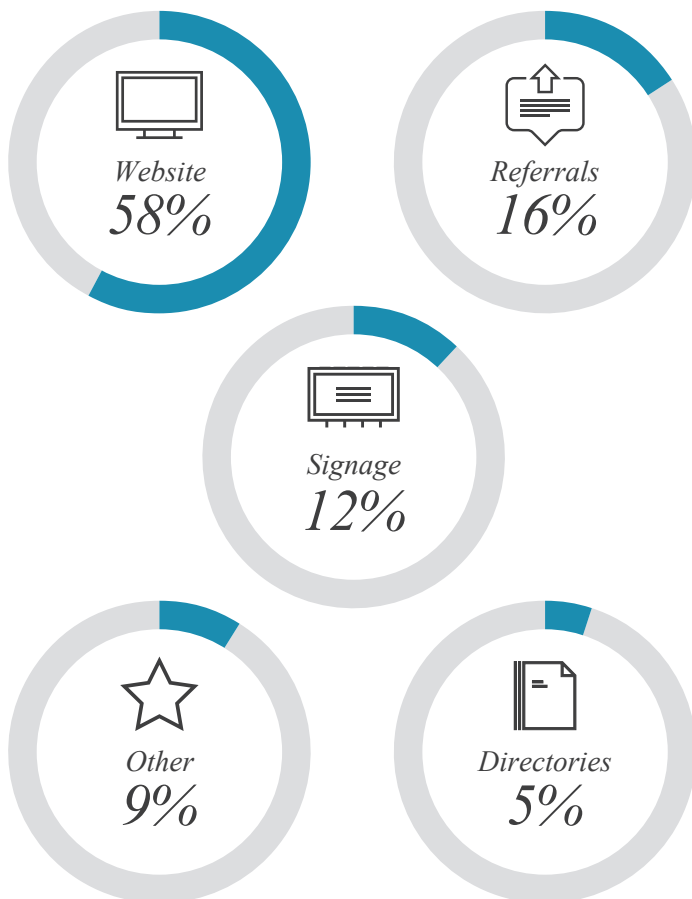 Website
58%
Referrals
16%
Signage
12%
Other
9%
Directories
5%